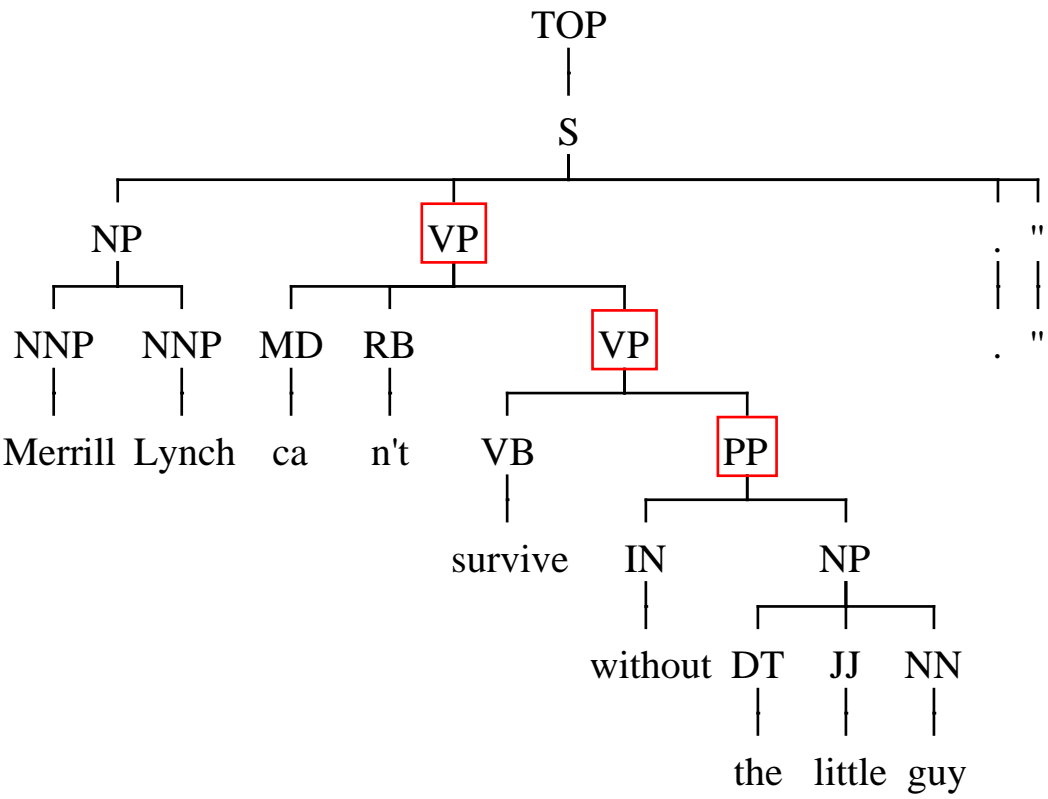 TOP
S
NP VP . "
NNP NNP MD RB VP . "
Merrill Lynch ca n't VB PP
survive IN NP
without DT JJ NN
the little guy